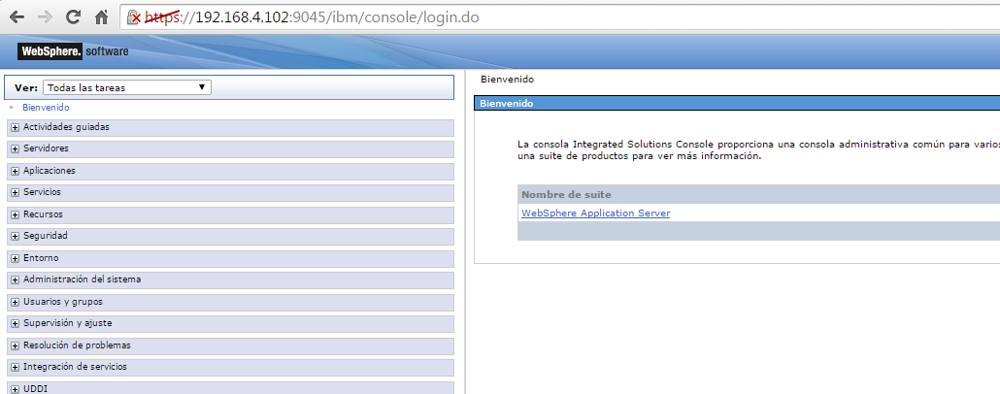 https://192.168.4.102:9045/ibm/console/login.do
WebSphere. software
Ver: Todas las tareas
Bienvenido
Actividades guiadas
Servidores
Aplicaciones
Servicios
Recursos
Seguridad
Entorno
Administración del sistema
Usuarios y grupos
Supervisión y ajuste
Resolución de problemas
Integración de servicios
UDDI
Bienvenido
Bienvenido
La consola Integrated Solutions Console proporciona una consola administrativa común para varios
una suite de productos para ver más información.
Nombre de suite
WebSphere Application Server